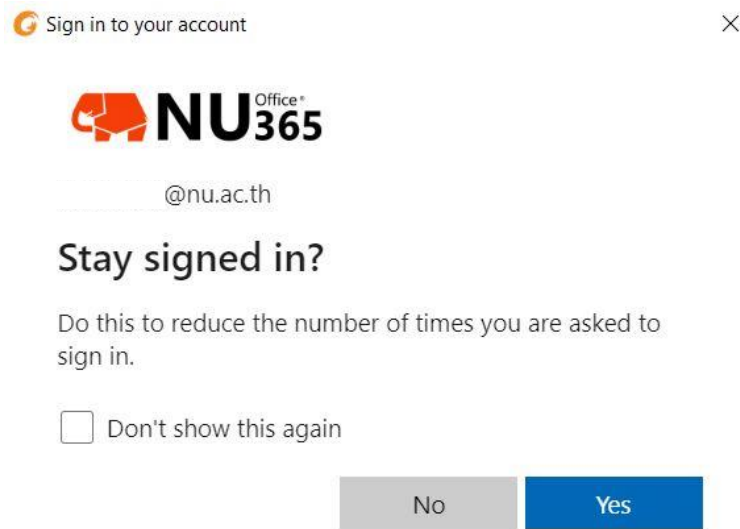 Sign in to your account
NU Office 365
@nu.ac.th
Stay signed in?
Do this to reduce the number of times you are asked to
sign in.
Don't show this again
No Yes